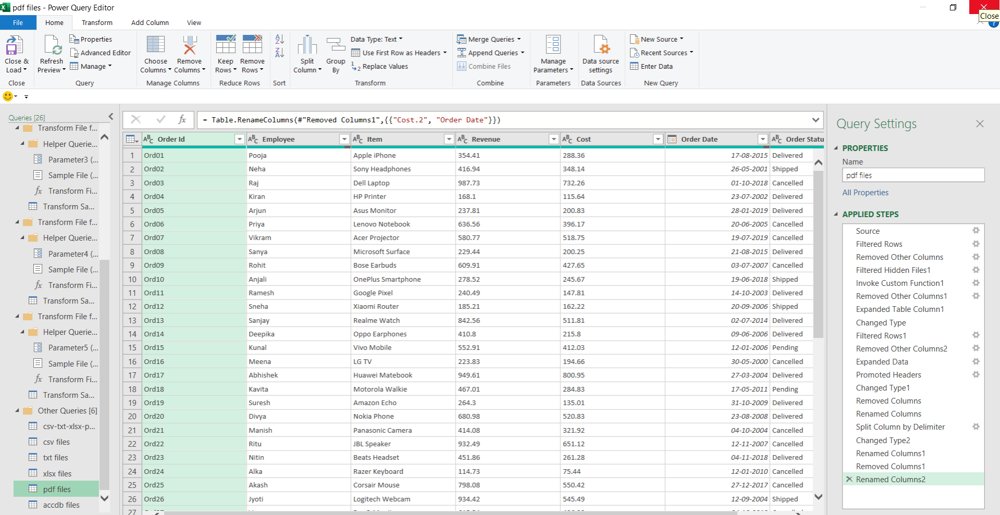 pdf files - Power Query Editor
Close
File Home Transform Add Column View
Close & Load
Close
Refresh Preview
Properties
Advanced Editor
Manage
Query
Choose Columns
Remove Columns
Manage Columns
Keep Rows
Remove Rows
Reduce Rows
Sort
Split Column
Group By
Data Type: Text
Use First Row as Headers
Replace Values
Transform
Merge Queries
Append Queries
Combine Files
Combine
Manage Parameters
Parameters
Data source settings
Data Sources
New Source
Recent Sources
Enter Data
New Query
Queries [26]
Transform File f...
Helper Querie...
Parameter3 (...
Sample File (...
Transform Fi...
Transform Sa...
Transform File f...
Helper Querie...
Parameter4 (...
Sample File (...
Transform Fi...
Transform Sa...
Transform File f...
Helper Querie...
Parameter5 (...
Sample File (...
Transform Fi...
Transform Sa...
Other Queries [6]
csv-txt-xlsx-p...
csv files
txt files
xlsx files
pdf files
accdb files
fx = Table.RenameColumns(#"Removed Columns1",{{"Cost.2", "Order Date"}})
Order Id Employee Item Revenue Cost Order Date Order Statu
1 Ord01 Pooja Apple iPhone 354.41 288.36 17-08-2015 Delivered
2 Ord02 Neha Sony Headphones 416.94 348.14 26-05-2001 Shipped
3 Ord03 Raj Dell Laptop 987.73 732.26 01-10-2018 Cancelled
4 Ord04 Kiran HP Printer 168.1 115.64 23-07-2002 Delivered
5 Ord05 Arjun Asus Monitor 237.81 200.83 28-01-2019 Delivered
6 Ord06 Priya Lenovo Notebook 636.56 396.17 20-06-2005 Cancelled
7 Ord07 Vikram Acer Projector 580.77 518.75 19-07-2019 Cancelled
8 Ord08 Sanya Microsoft Surface 229.44 200.25 21-08-2015 Delivered
9 Ord09 Rohit Bose Earbuds 609.91 427.65 03-07-2007 Cancelled
10 Ord10 Anjali OnePlus Smartphone 278.52 245.67 19-06-2018 Shipped
11 Ord11 Ramesh Google Pixel 240.49 147.81 14-10-2003 Delivered
12 Ord12 Sneha Xiaomi Router 185.21 162.22 20-09-2006 Shipped
13 Ord13 Sanjay Realme Watch 842.56 511.81 02-07-2014 Delivered
14 Ord14 Deepika Oppo Earphones 410.8 215.8 09-06-2006 Delivered
15 Ord15 Kunal Vivo Mobile 552.91 412.03 12-01-2006 Pending
16 Ord16 Meena LG TV 223.83 194.66 30-05-2000 Cancelled
17 Ord17 Abhishek Huawei Matebook 949.61 800.95 27-03-2004 Delivered
18 Ord18 Kavita Motorola Walkie 467.01 284.83 17-05-2011 Pending
19 Ord19 Suresh Amazon Echo 264.3 135.01 31-10-2009 Delivered
20 Ord20 Divya Nokia Phone 680.98 520.83 23-08-2008 Delivered
21 Ord21 Manish Panasonic Camera 414.08 321.92 04-10-2004 Cancelled
22 Ord22 Ritu JBL Speaker 932.49 651.12 12-11-2007 Cancelled
23 Ord23 Nitin Beats Headset 451.86 261.28 04-11-2018 Delivered
24 Ord24 Alka Razer Keyboard 114.73 75.44 12-01-2010 Cancelled
25 Ord25 Akash Corsair Mouse 798.08 550.42 27-12-2017 Cancelled
26 Ord26 Jyoti Logitech Webcam 934.42 545.49 12-09-2004 Shipped
27
Query Settings
PROPERTIES
Name
pdf files
All Properties
APPLIED STEPS
Source
Filtered Rows
Removed Other Columns
Filtered Hidden Files1
Invoke Custom Function1
Removed Other Columns1
Expanded Table Column1
Changed Type
Filtered Rows1
Removed Other Columns2
Expanded Data
Promoted Headers
Changed Type1
Removed Columns
Renamed Columns
Split Column by Delimiter
Changed Type2
Renamed Columns1
Removed Columns1
Renamed Columns2